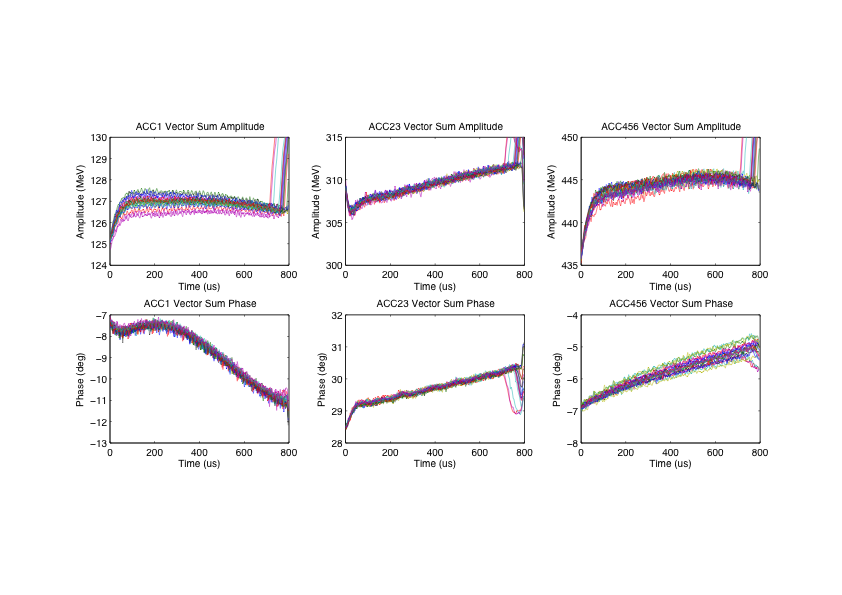 ACC1 Vector Sum Amplitude
130
129
128
127
126
125
124
Amplitude (MeV)
0 200 400 600 800
Time (us)
ACC23 Vector Sum Amplitude
315
310
305
300
Amplitude (MeV)
0 200 400 600 800
Time (us)
ACC456 Vector Sum Amplitude
450
445
440
435
Amplitude (MeV)
0 200 400 600 800
Time (us)
ACC1 Vector Sum Phase
−7
−8
−9
−10
−11
−12
−13
Phase (deg)
0 200 400 600 800
Time (us)
ACC23 Vector Sum Phase
32
31
30
29
28
Phase (deg)
0 200 400 600 800
Time (us)
ACC456 Vector Sum Phase
−4
−5
−6
−7
−8
Phase (deg)
0 200 400 600 800
Time (us)